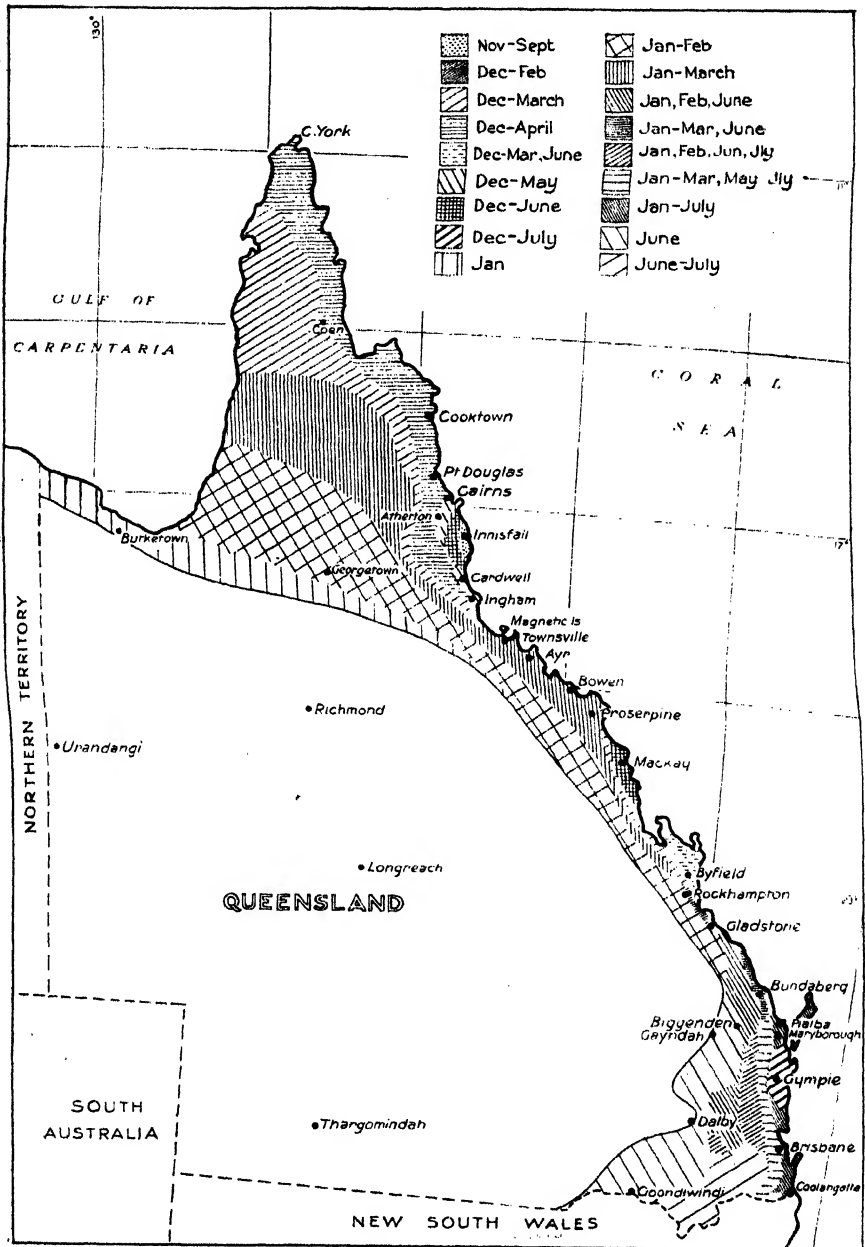 130°
Nov-Sept
Dec-Feb
Dec-March
Dec-April
Dec-Mar, June
Dec-May
Dec-June
Dec-July
Jan
Jan-Feb
Jan-March
Jan, Feb, June
Jan-Mar, June
Jan, Feb, Jun, Jly
Jan-Mar, May Jly
Jan-July
June
June-July
C. York
GULF OF
CARPENTARIA
Coen
CORAL
SEA
Cooktown
Pt Douglas
Cairns
Atherton
Innisfail
17°
Burketown
Georgetown
Cardwell
Ingham
Magnetic Is
Townsville
Ayr
Bowen
Proserpine
Richmond
Urandangi
NORTHERN TERRITORY
Mackay
Longreach
Byfield
Rockhampton
QUEENSLAND
23°
Gladstone
Bundaberg
Biggenden
Gayndah
Pialba
Maryborough
Gympie
SOUTH
AUSTRALIA
Thargomindah
Dalby
Brisbane
Goondiwindi
Coolangatta
NEW SOUTH WALES